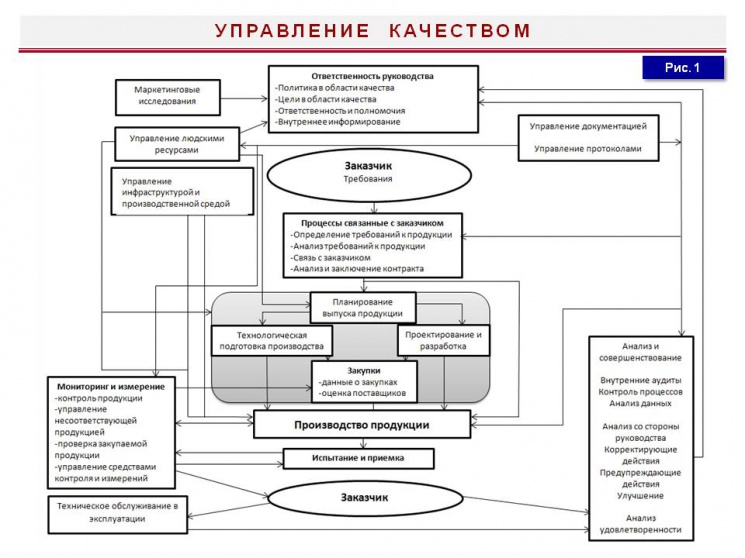 УПРАВЛЕНИЕ КАЧЕСТВОМ
Рис. 1
Маркетинговые
исследования
Ответственность руководства
-Политика в области качества
-Цели в области качества
-Ответственность и полномочия
-Внутреннее информирование
Управление людскими
ресурсами
Управление документацией
Управление протоколами
Заказчик
Требования
Управление
инфраструктурой и
производственной средой
Процессы связанные с заказчиком
-Определение требований к продукции
-Анализ требований к продукции
-Связь с заказчиком
-Анализ и заключение контракта
Планирование
выпуска продукции
Технологическая
подготовка производства
Проектирование и
разработка
Закупки
-данные о закупках
-оценка поставщиков
Мониторинг и измерение
-контроль продукции
-управление
несоответствующей
продукцией
-проверка закупаемой
продукции
-управление средствами
контроля и измерений
Производство продукции
Испытание и приемка
Заказчик
Техническое обслуживание в
эксплуатации
Анализ и
совершенствование
Внутренние аудиты
Контроль процессов
Анализ данных
Анализ со стороны
руководства
Корректирующие
действия
Предупреждающие
действия
Улучшение
Анализ
удовлетворенности